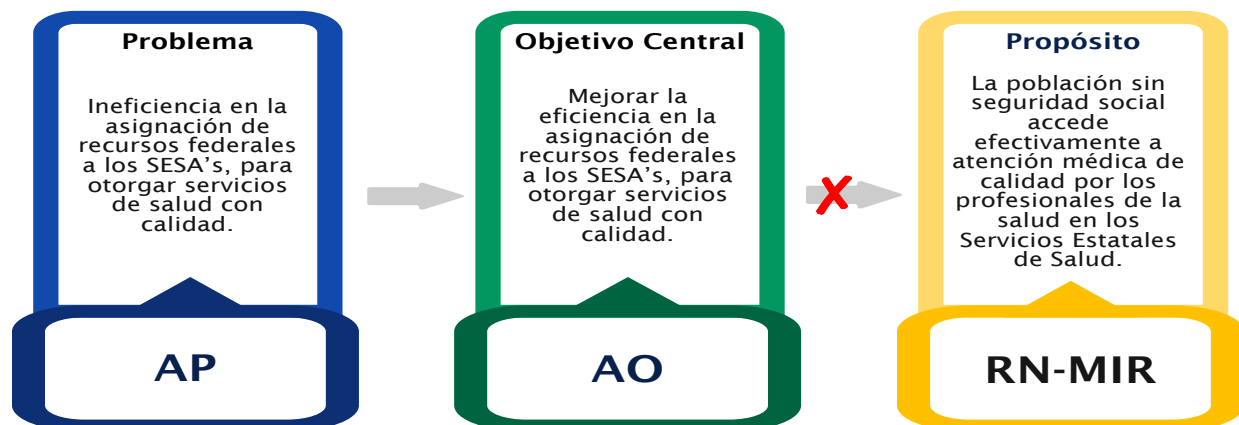 Problema
Ineficiencia en la
asignación de
recursos federales
a los SESA's, para
otorgar servicios
de salud con
calidad.
AP
Objetivo Central
Mejorar la
eficiencia en la
asignación de
recursos federales
a los SESA's, para
otorgar servicios
de salud con
calidad.
AO
Propósito
La población sin
seguridad social
accede
efectivamente a
atención médica de
calidad por los
profesionales de la
salud en los
Servicios Estatales
de Salud.
RN-MIR